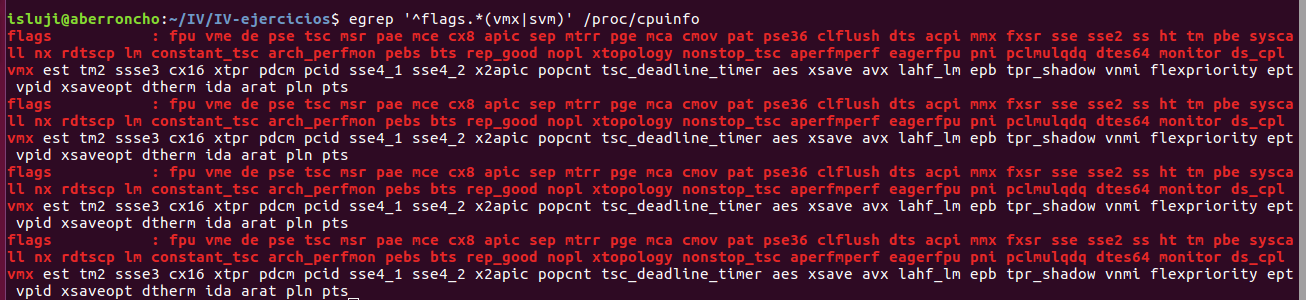 isluji@aberroncho:~/IV/IV-ejercicios$ egrep '^flags.*(vmx|svm)' /proc/cpuinfo
flags           : fpu vme de pse tsc msr pae mce cx8 apic sep mtrr pge mca cmov pat pse36 clflush dts acpi mmx fxsr sse sse2 ss ht tm pbe sysca
ll nx rdtscp lm constant_tsc arch_perfmon pebs bts rep_good nopl xtopology nonstop_tsc aperfmperf eagerfpu pni pclmulqdq dtes64 monitor ds_cpl
vmx est tm2 ssse3 cx16 xtpr pdcm pcid sse4_1 sse4_2 x2apic popcnt tsc_deadline_timer aes xsave avx lahf_lm epb tpr_shadow vnmi flexpriority ept
 vpid xsaveopt dtherm ida arat pln pts
flags           : fpu vme de pse tsc msr pae mce cx8 apic sep mtrr pge mca cmov pat pse36 clflush dts acpi mmx fxsr sse sse2 ss ht tm pbe sysca
ll nx rdtscp lm constant_tsc arch_perfmon pebs bts rep_good nopl xtopology nonstop_tsc aperfmperf eagerfpu pni pclmulqdq dtes64 monitor ds_cpl
vmx est tm2 ssse3 cx16 xtpr pdcm pcid sse4_1 sse4_2 x2apic popcnt tsc_deadline_timer aes xsave avx lahf_lm epb tpr_shadow vnmi flexpriority ept
 vpid xsaveopt dtherm ida arat pln pts
flags           : fpu vme de pse tsc msr pae mce cx8 apic sep mtrr pge mca cmov pat pse36 clflush dts acpi mmx fxsr sse sse2 ss ht tm pbe sysca
ll nx rdtscp lm constant_tsc arch_perfmon pebs bts rep_good nopl xtopology nonstop_tsc aperfmperf eagerfpu pni pclmulqdq dtes64 monitor ds_cpl
vmx est tm2 ssse3 cx16 xtpr pdcm pcid sse4_1 sse4_2 x2apic popcnt tsc_deadline_timer aes xsave avx lahf_lm epb tpr_shadow vnmi flexpriority ept
 vpid xsaveopt dtherm ida arat pln pts
flags           : fpu vme de pse tsc msr pae mce cx8 apic sep mtrr pge mca cmov pat pse36 clflush dts acpi mmx fxsr sse sse2 ss ht tm pbe sysca
ll nx rdtscp lm constant_tsc arch_perfmon pebs bts rep_good nopl xtopology nonstop_tsc aperfmperf eagerfpu pni pclmulqdq dtes64 monitor ds_cpl
vmx est tm2 ssse3 cx16 xtpr pdcm pcid sse4_1 sse4_2 x2apic popcnt tsc_deadline_timer aes xsave avx lahf_lm epb tpr_shadow vnmi flexpriority ept
 vpid xsaveopt dtherm ida arat pln pts